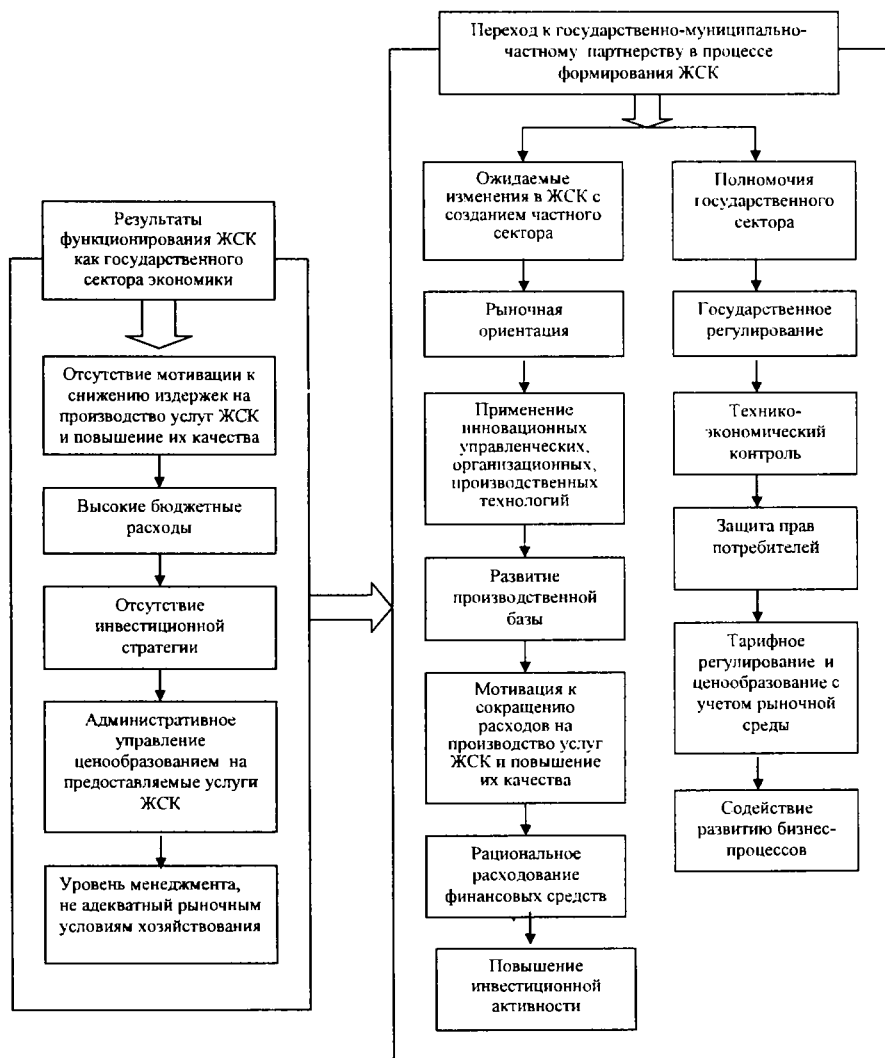 Переход к государственно-муниципально-
частному партнерству в процессе
формирования ЖСК
Результаты
функционирования ЖСК
как государственного
сектора экономики
Отсутствие мотивации к
снижению издержек на
производство услуг ЖСК
и повышение их качества
Высокие бюджетные
расходы
Отсутствие
инвестиционной
стратегии
Административное
управление
ценообразованием на
предоставляемые услуги
ЖСК
Уровень менеджмента,
не адекватный рыночным
условиям хозяйствования
Ожидаемые
изменения в ЖСК с
созданием частного
сектора
Рыночная
ориентация
Применение
инновационных
управленческих,
организационных,
производственных
технологий
Развитие
производственной
базы
Мотивация к
сокращению
расходов на
производство услуг
ЖСК и повышение
их качества
Рациональное
расходование
финансовых средств
Повышение
инвестиционной
активности
Полномочия
государственного
сектора
Государственное
регулирование
Технико-
экономический
контроль
Защита прав
потребителей
Тарифное
регулирование и
ценообразование с
учетом рыночной
среды
Содействие
развитию бизнес-
процессов